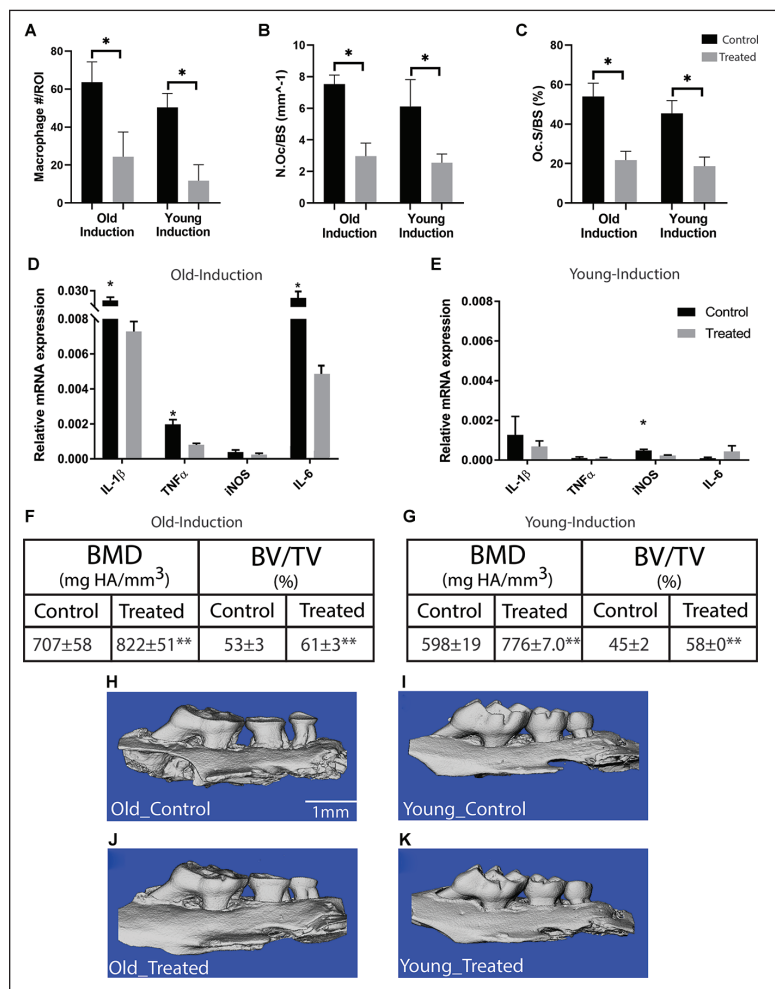 A
B
C
Control
Treated
Macrophage #/ROI
80
60
40
20
0
*
*
Old
Induction
Young
Induction
N.Oc/BS (mm^-1)
10
8
6
4
2
0
*
*
Old
Induction
Young
Induction
Oc.S/BS (%)
80
60
40
20
0
*
*
Old
Induction
Young
Induction
D
Old-Induction
Relative mRNA expression
0.030
0.008
0.006
0.004
0.002
0.000
*
*
*
IL-1β
TNFα
iNOS
IL-6
E
Young-Induction
Relative mRNA expression
0.008
0.006
0.004
0.002
0.000
Control
Treated
*
IL-1β
TNFα
iNOS
IL-6
F
Old-Induction
BMD
(mg HA/mm³)
BV/TV
(%)
Control
Treated
Control
Treated
707±58
822±51**
53±3
61±3**
G
Young-Induction
BMD
(mg HA/mm³)
BV/TV
(%)
Control
Treated
Control
Treated
598±19
776±7.0**
45±2
58±0**
H
Old_Control
1mm
I
Young_Control
J
Old_Treated
K
Young_Treated